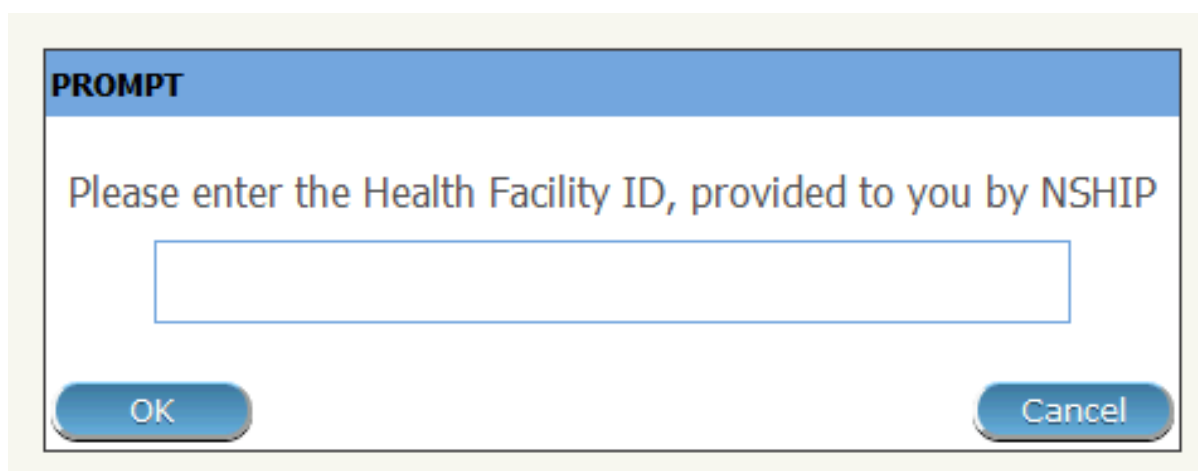 PROMPT
Please enter the Health Facility ID, provided to you by NSHIP
OK
Cancel